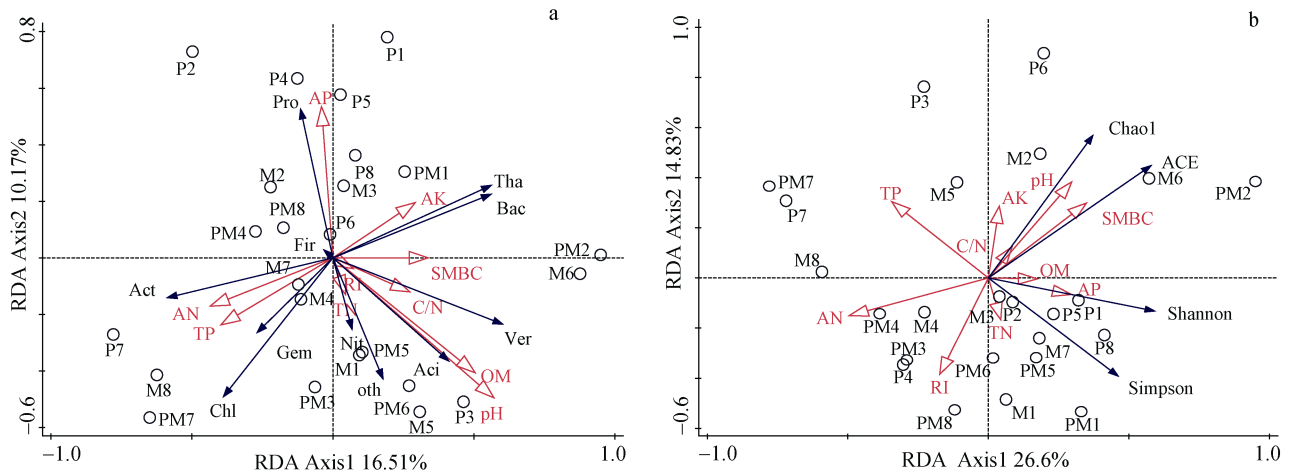 a
0.8
P1
P2
P4
Pro
AP
P5
P8
M2
M3
PM1
AK
Tha
Bac
PM8
PM4
P6
Fir
PM2
SMBC
M6
M7
RI
Act
M4
C/N
AN
TN
TP
Ver
P7
Nit
Gem
PM5
M1
Aci
OM
M8
oth
Chl
PM3
PM6
P3
pH
PM7
M5
−0.6
−1.0
1.0
RDA Axis1 16.51%
RDA Axis2 10.17%
b
1.0
P6
P3
Chao1
M2
ACE
PM7
M5
pH
M6
PM2
TP
AK
P7
SMBC
C/N
M8
OM
AP
AN
PM4
M4
M3
P2
P5
P1
Shannon
TN
PM3
M7
P8
P4
PM6
PM5
RI
Simpson
PM8
M1
PM1
−0.6
−1.0
1.0
RDA Axis1 26.6%
RDA Axis2 14.83%